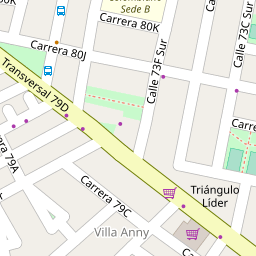 Carrera 80K
Sede B
Carrera 80J
Calle 73C Sur
Transversal 79D
Calle 73F Sur
Carrera 79A
Triángulo
Líder
Carrera 79C
Villa Anny